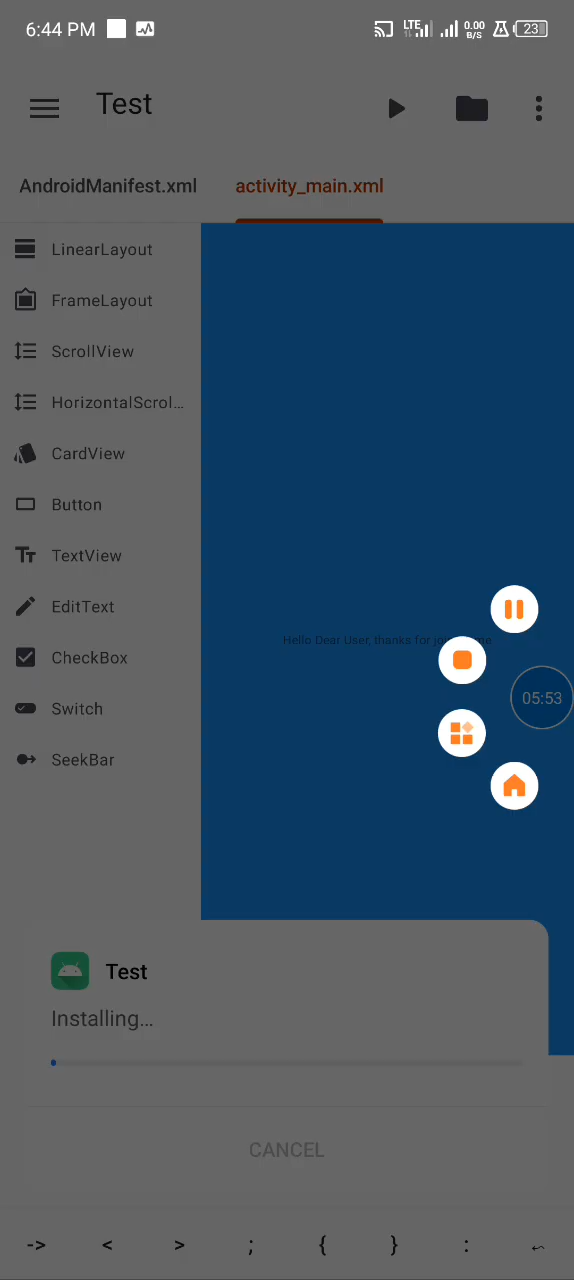 6:44 PM LTE 0.00 B/S 23
Test
AndroidManifest.xml activity_main.xml
LinearLayout
FrameLayout
ScrollView
HorizontalScrol...
CardView
Button
TextView
EditText
CheckBox
Switch
SeekBar
Hello Dear User, thanks for me
05:53
Test
Installing...
CANCEL
-> < > ; { } :